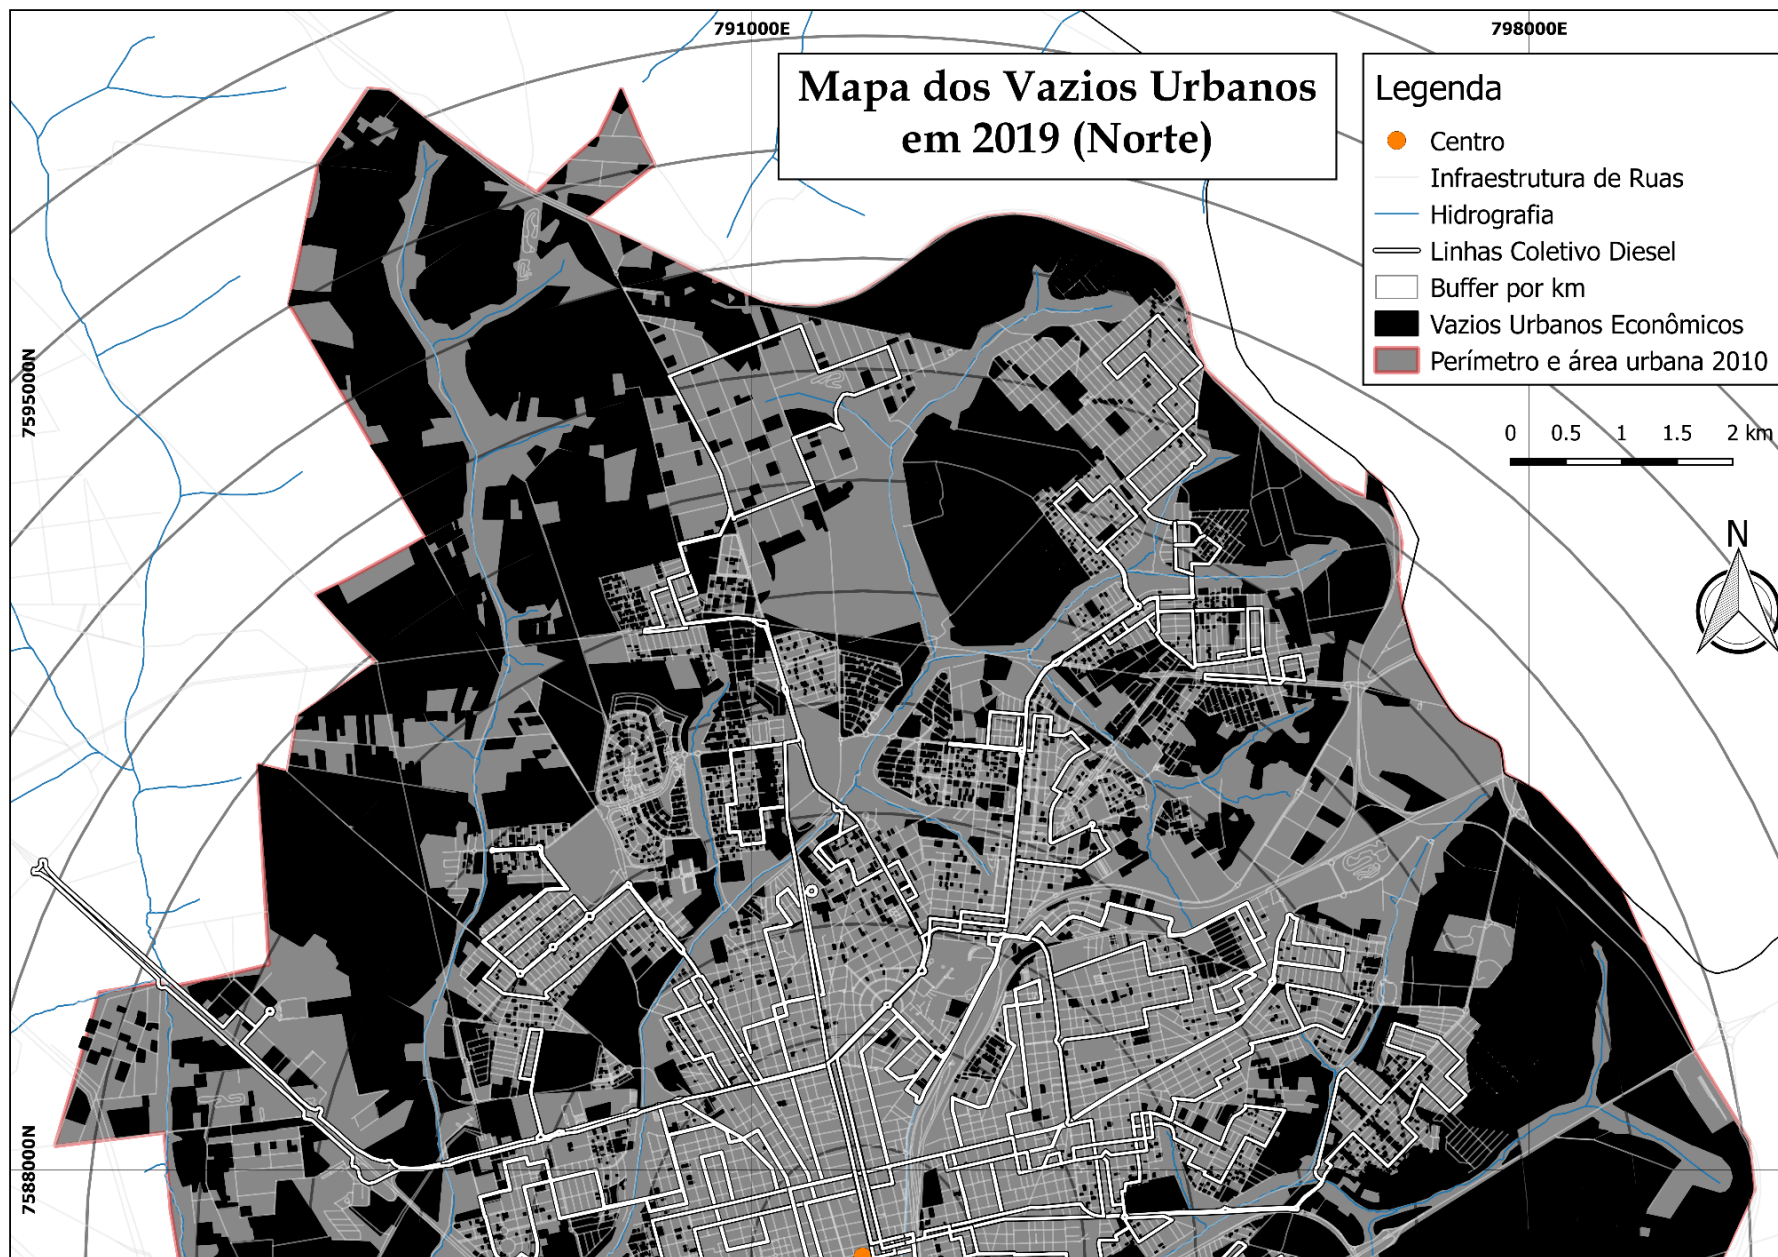 791000E
798000E
Mapa dos Vazios Urbanos
em 2019 (Norte)
Legenda
Centro
Infraestrutura de Ruas
Hidrografia
Linhas Coletivo Diesel
Buffer por km
Vazios Urbanos Econômicos
Perímetro e área urbana 2010
0 0.5 1 1.5 2 km
N
7595000N
7588000N